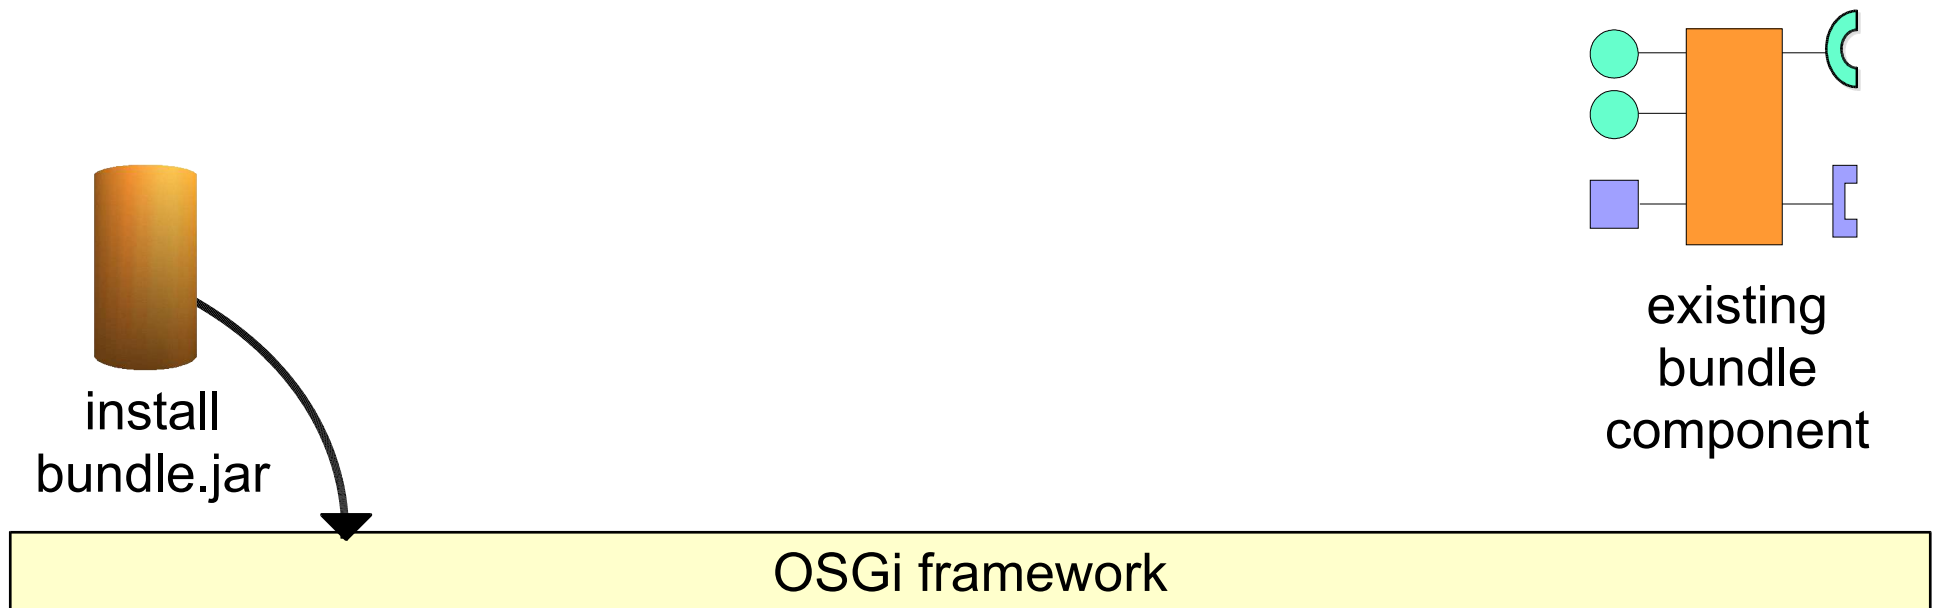 install
bundle.jar
existing
bundle
component
OSGi framework